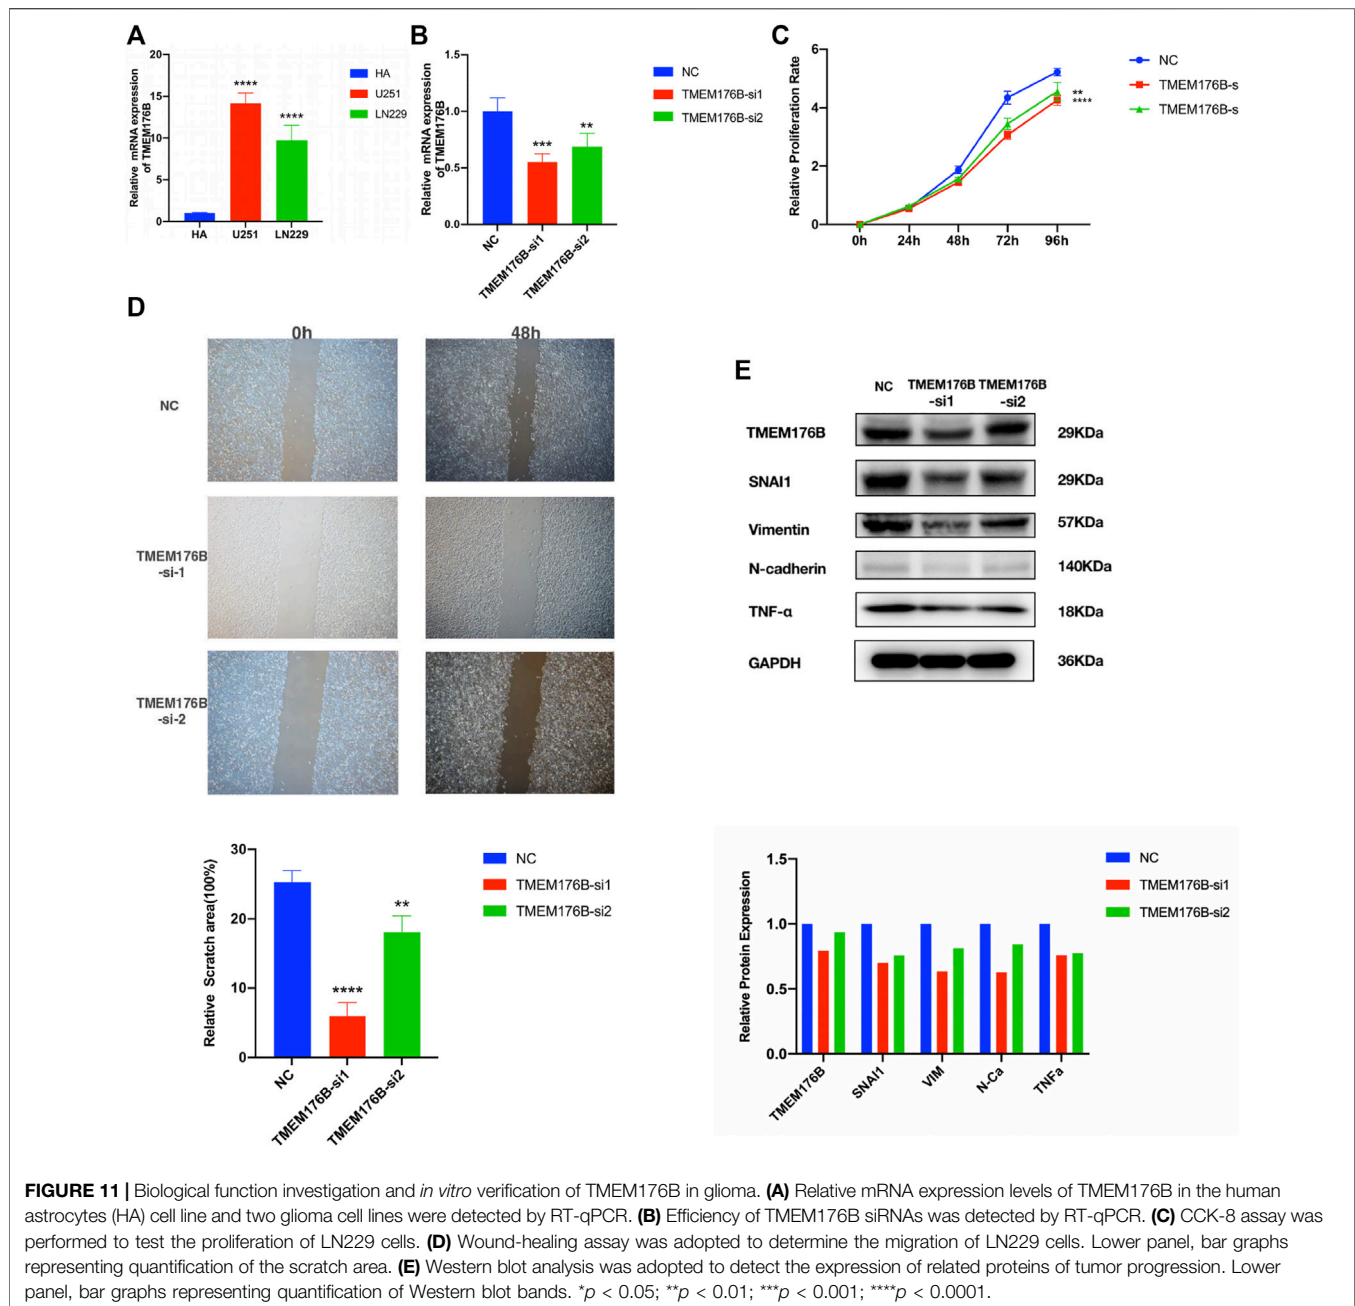 A
Relative mRNA expression
of TMEM176B
20
15
10
5
0
****
****
HA
U251
LN229
HA
U251
LN229
B
Relative mRNA expression
of TMEM176B
1.5
1.0
0.5
0.0
***
**
NC
TMEM176B-si1
TMEM176B-si2
NC
TMEM176B-si1
TMEM176B-si2
C
Relative Proliferation Rate
6
4
2
0
0h
24h
48h
72h
96h
**
****
NC
TMEM176B-s
TMEM176B-s
D
0h
48h
NC
TMEM176B
-si-1
TMEM176B
-si-2
Relative Scratch area(100%)
30
20
10
0
****
**
NC
TMEM176B-si1
TMEM176B-si2
NC
TMEM176B-si1
TMEM176B-si2
E
NC
TMEM176B
-si1
TMEM176B
-si2
TMEM176B
29KDa
SNAI1
29KDa
Vimentin
57KDa
N-cadherin
140KDa
TNF-α
18KDa
GAPDH
36KDa
Relative Protein Expression
1.5
1.0
0.5
0.0
TMEM176B
SNAI1
VIM
N-Ca
TNFa
NC
TMEM176B-si1
TMEM176B-si2
FIGURE 11 | Biological function investigation and in vitro verification of TMEM176B in glioma. (A) Relative mRNA expression levels of TMEM176B in the human
astrocytes (HA) cell line and two glioma cell lines were detected by RT-qPCR. (B) Efficiency of TMEM176B siRNAs was detected by RT-qPCR. (C) CCK-8 assay was
performed to test the proliferation of LN229 cells. (D) Wound-healing assay was adopted to determine the migration of LN229 cells. Lower panel, bar graphs
representing quantification of the scratch area. (E) Western blot analysis was adopted to detect the expression of related proteins of tumor progression. Lower
panel, bar graphs representing quantification of Western blot bands. *p < 0.05; **p < 0.01; ***p < 0.001; ****p < 0.0001.